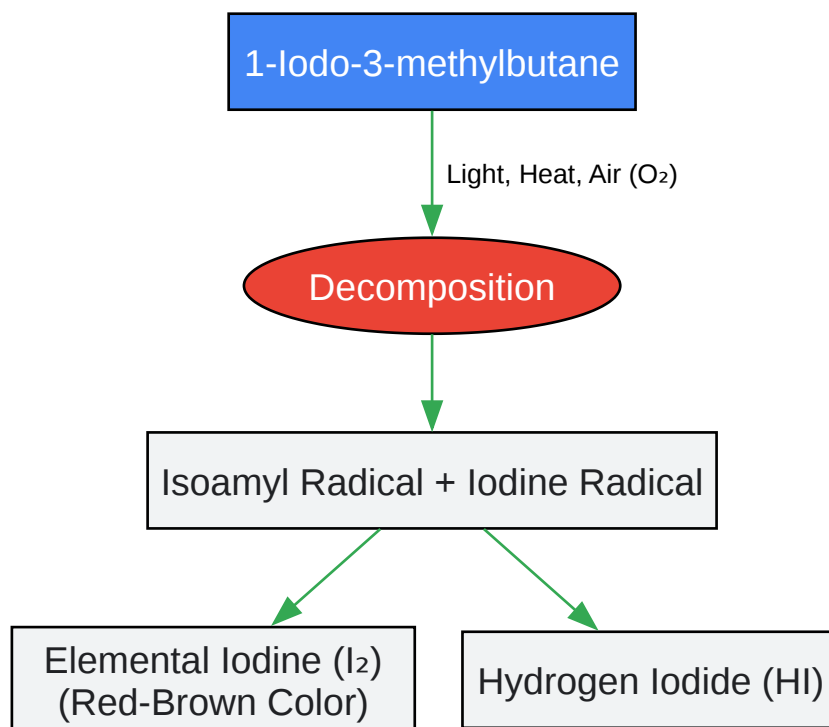 1-Iodo-3-methylbutane
Light, Heat, Air (O₂)
Decomposition
Isoamyl Radical + Iodine Radical
Elemental Iodine (I₂)
(Red-Brown Color)
Hydrogen Iodide (HI)